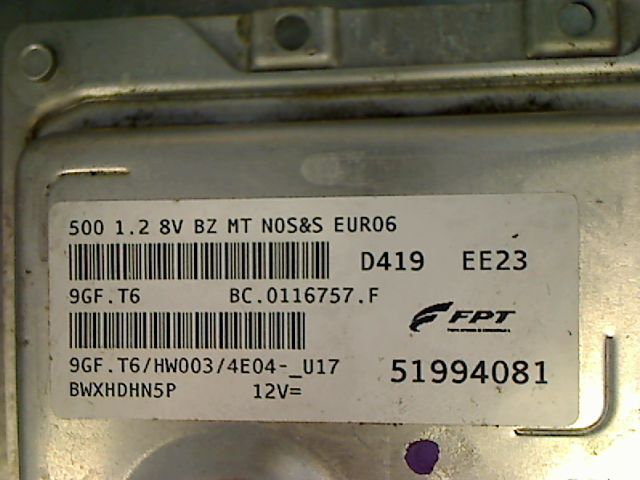 500 1.2 8V BZ MT NOS&S EURO6
D419 EE23
9GF.T6 BC.0116757.F
FPT
9GF.T6/HW003/4E04-_U17
51994081
BWXHDHN5P 12V=